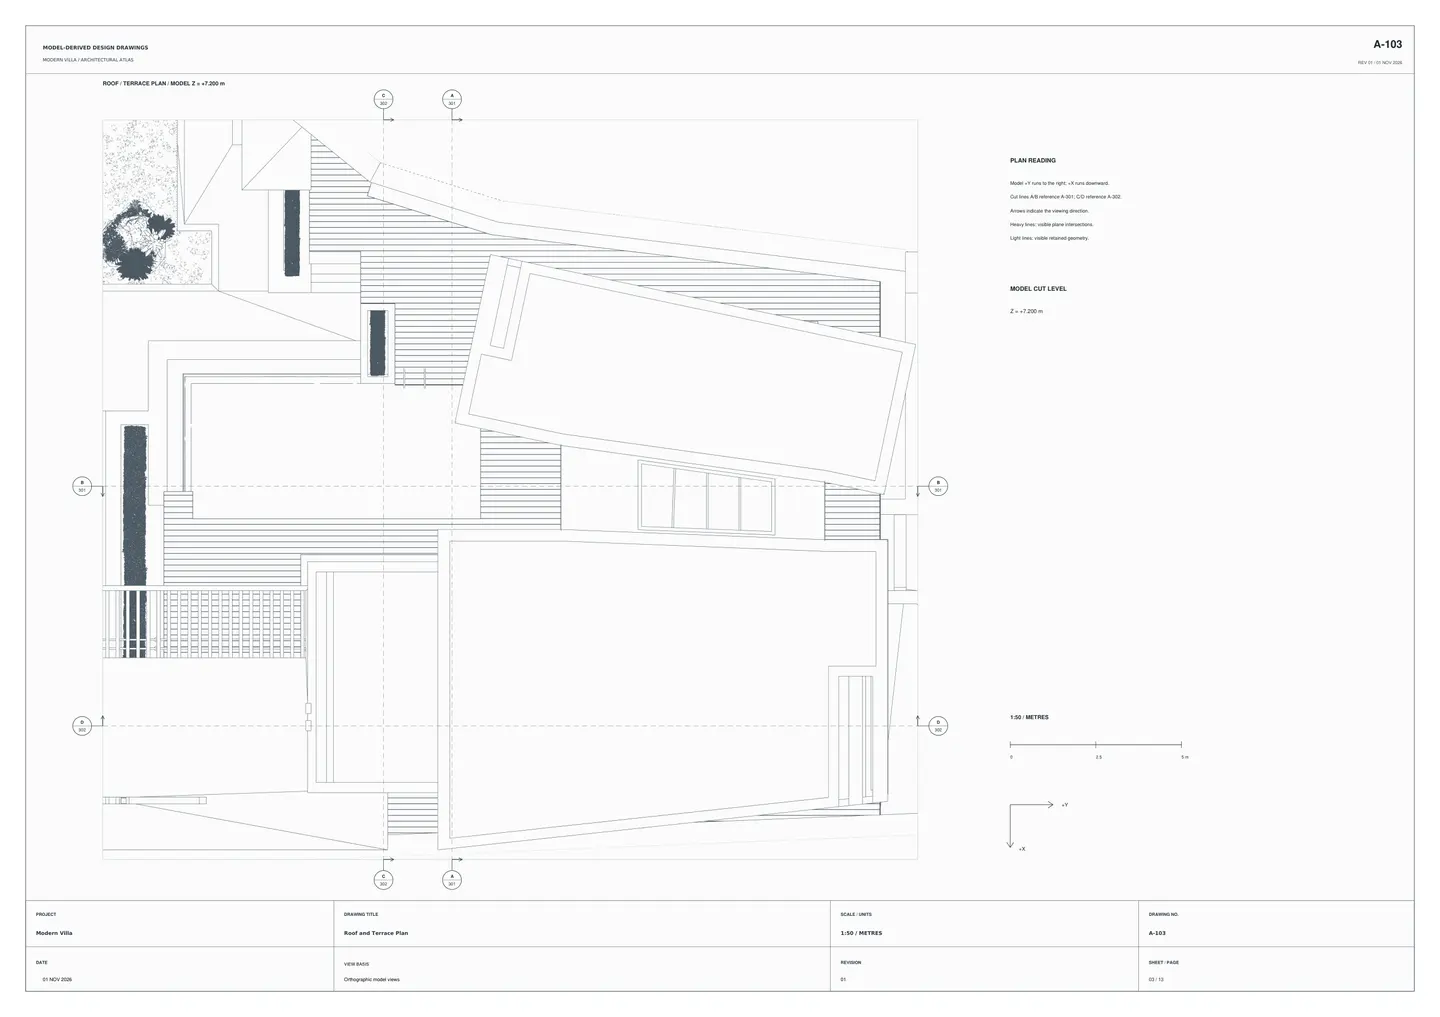 MODEL-DERIVED DESIGN DRAWINGS
MODERN VILLA / ARCHITECTURAL ATLAS
A-103
REV 01 / 01 NOV 2026
ROOF / TERRACE PLAN / MODEL Z = +7.200 m
C
302
A
301
PLAN READING
Model +Y runs to the right; +X runs downward.
Cut lines A/B reference A-301; C/D reference A-302.
Arrows indicate the viewing direction.
Heavy lines: visible plane intersections.
Light lines: visible retained geometry.
MODEL CUT LEVEL
Z = +7.200 m
B
301
B
301
D
302
D
302
1:50 / METRES
0
2.5
5 m
+Y
+X
C
302
A
301
PROJECT
Modern Villa
DRAWING TITLE
Roof and Terrace Plan
SCALE / UNITS
1:50 / METRES
DRAWING NO.
A-103
DATE
01 NOV 2026
VIEW BASIS
Orthographic model views
REVISION
01
SHEET / PAGE
03 / 13